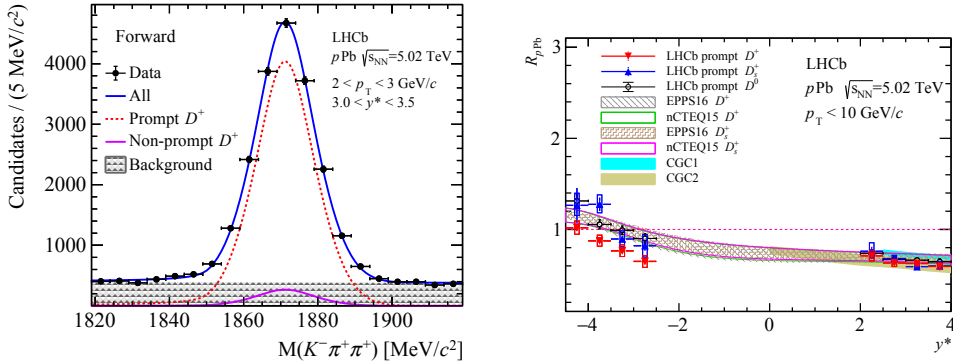 Forward
Data
All
Prompt D⁺
Non-prompt D⁺
Background
LHCb
pPb √sNN=5.02 TeV
2 < pT < 3 GeV/c
3.0 < y* < 3.5
Candidates / (5 MeV/c²)
4000
3000
2000
1000
1820 1840 1860 1880 1900
M(K⁻π⁺π⁺) [MeV/c²]
RpPb
3
2
1
LHCb prompt D⁺
LHCb prompt Ds⁺
LHCb prompt D⁰
EPPS16 D⁺
nCTEQ15 D⁺
EPPS16 Ds⁺
nCTEQ15 Ds⁺
CGC1
CGC2
LHCb
pPb √sNN=5.02 TeV
pT < 10 GeV/c
−4 −2 0 2 4
y*